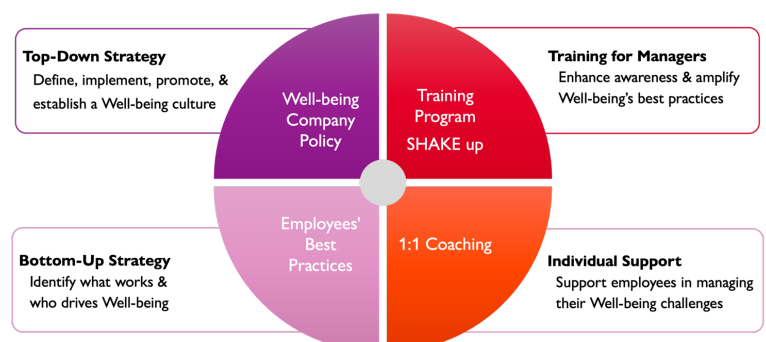 Top-Down Strategy
Define, implement, promote, &
establish a Well-being culture
Well-being
Company
Policy
Training
Program
SHAKE up
Training for Managers
Enhance awareness & amplify
Well-being's best practices
Bottom-Up Strategy
Identify what works &
who drives Well-being
Employees'
Best
Practices
1:1 Coaching
Individual Support
Support employees in managing
their Well-being challenges